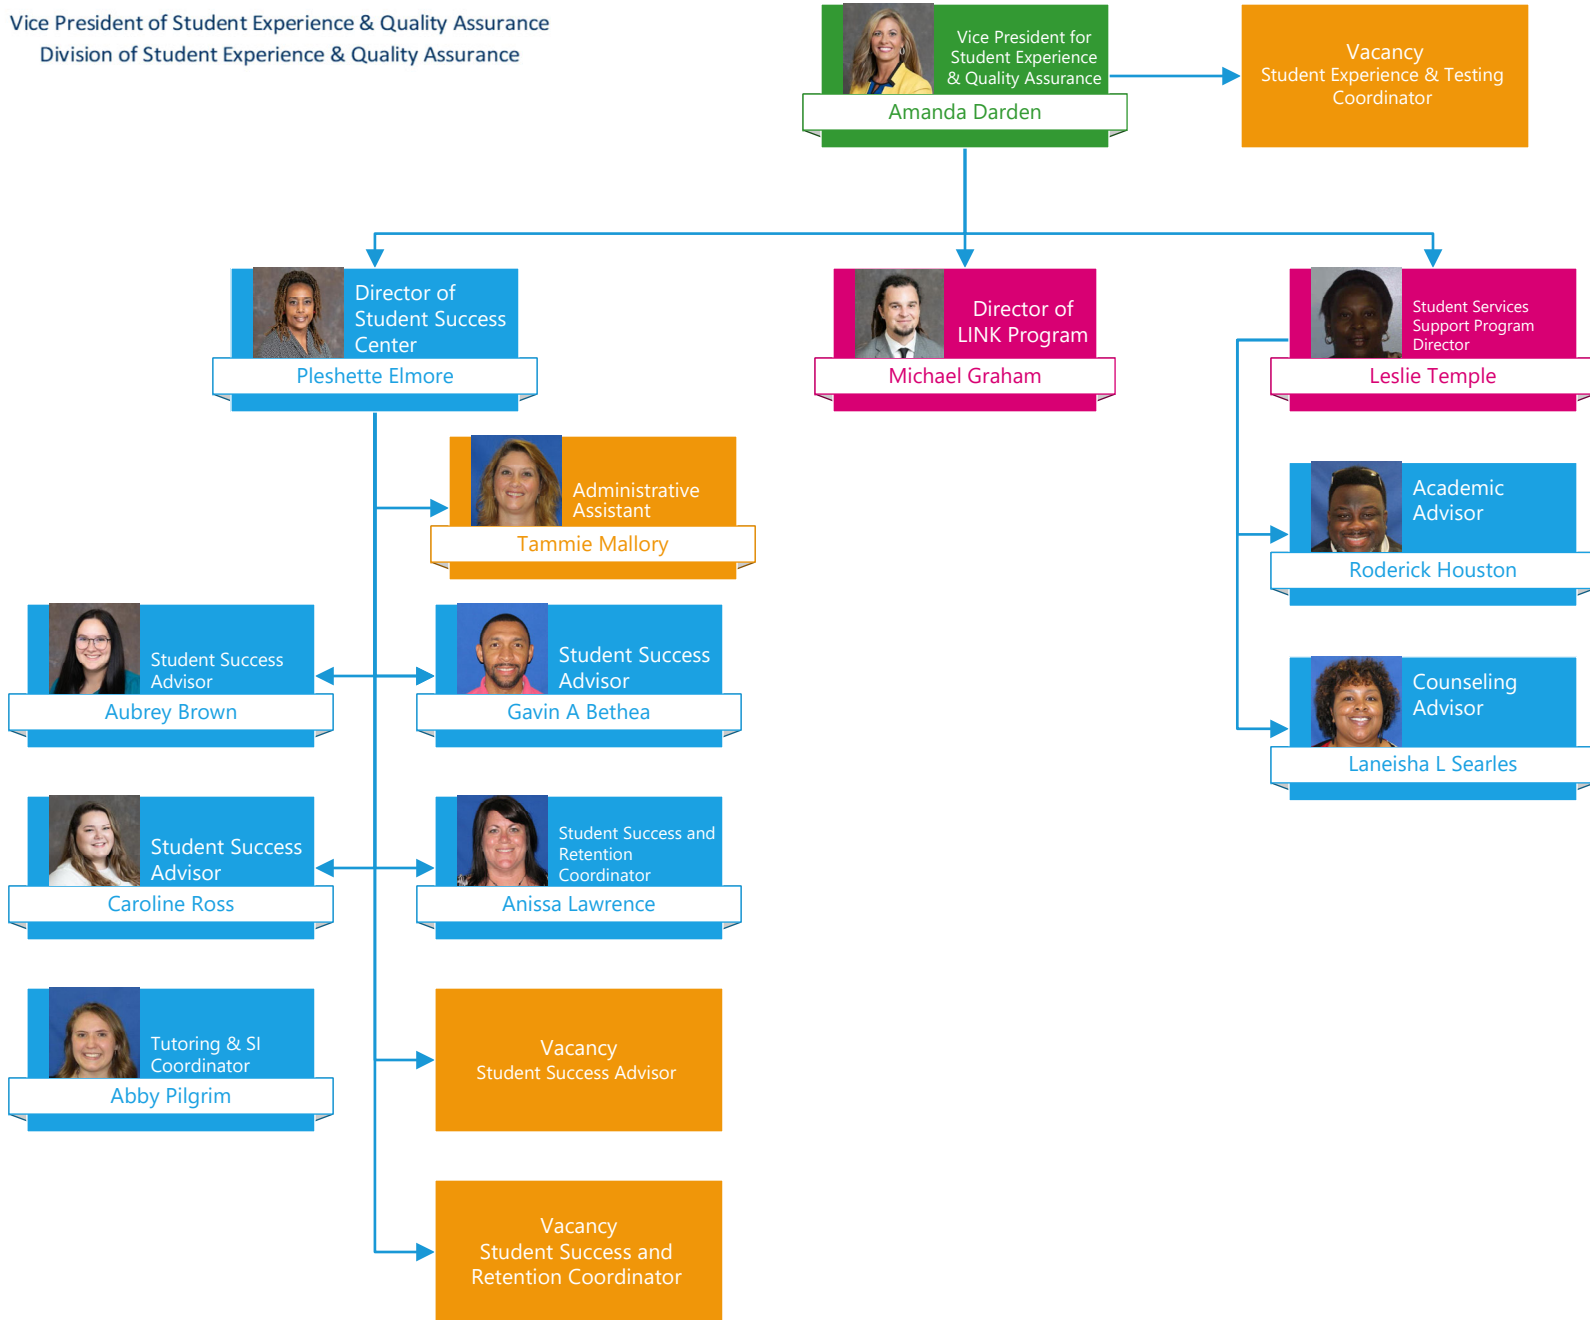 Vice President of Student Experience & Quality Assurance
Division of Student Experience & Quality Assurance
Vice President for
Student Experience
& Quality Assurance
Amanda Darden
Vacancy
Student Experience & Testing
Coordinator
Director of
Student Success
Center
Pleshette Elmore
Director of
LINK Program
Michael Graham
Student Services
Support Program
Director
Leslie Temple
Administrative
Assistant
Tammie Mallory
Academic
Advisor
Roderick Houston
Student Success
Advisor
Aubrey Brown
Student Success
Advisor
Gavin A Bethea
Counseling
Advisor
Laneisha L Searles
Student Success
Advisor
Caroline Ross
Student Success and
Retention
Coordinator
Anissa Lawrence
Tutoring & SI
Coordinator
Abby Pilgrim
Vacancy
Student Success Advisor
Vacancy
Student Success and
Retention Coordinator